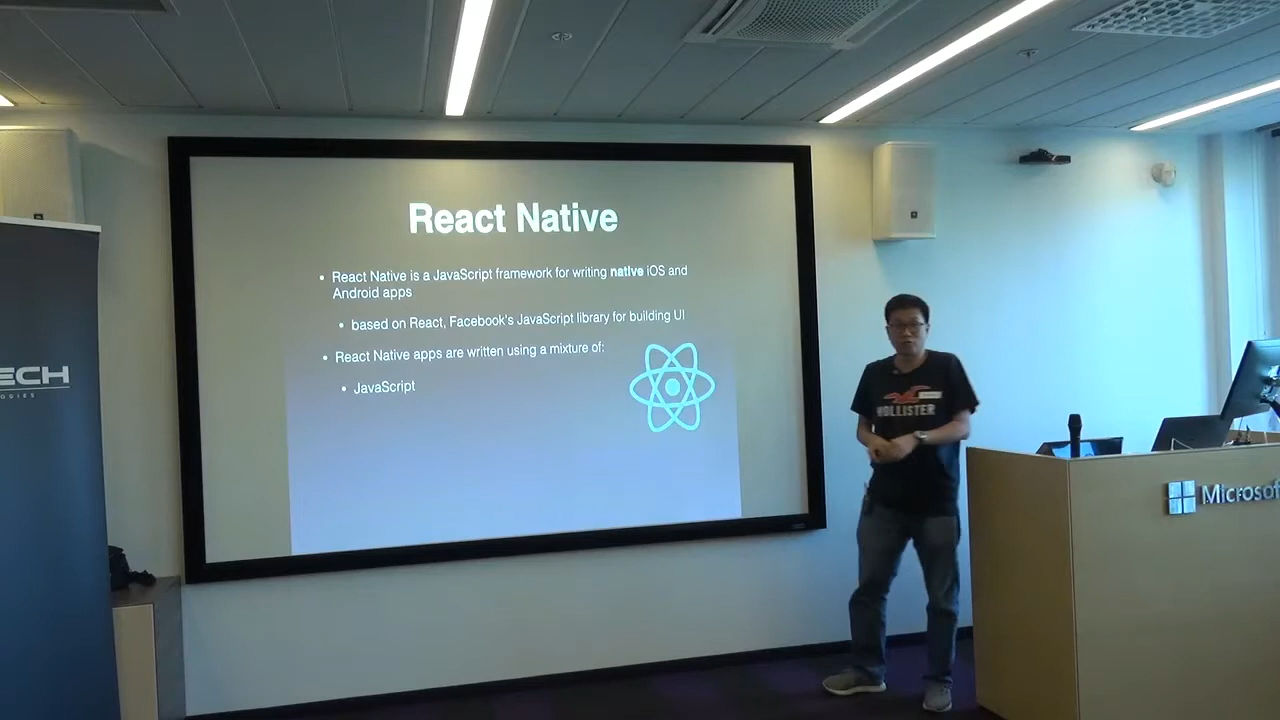 React Native
• React Native is a JavaScript framework for writing native iOS and
Android apps
• based on React, Facebook's JavaScript library for building UI
• React Native apps are written using a mixture of:
• JavaScript
ECH
OGIES
HOLLISTER
Microsof